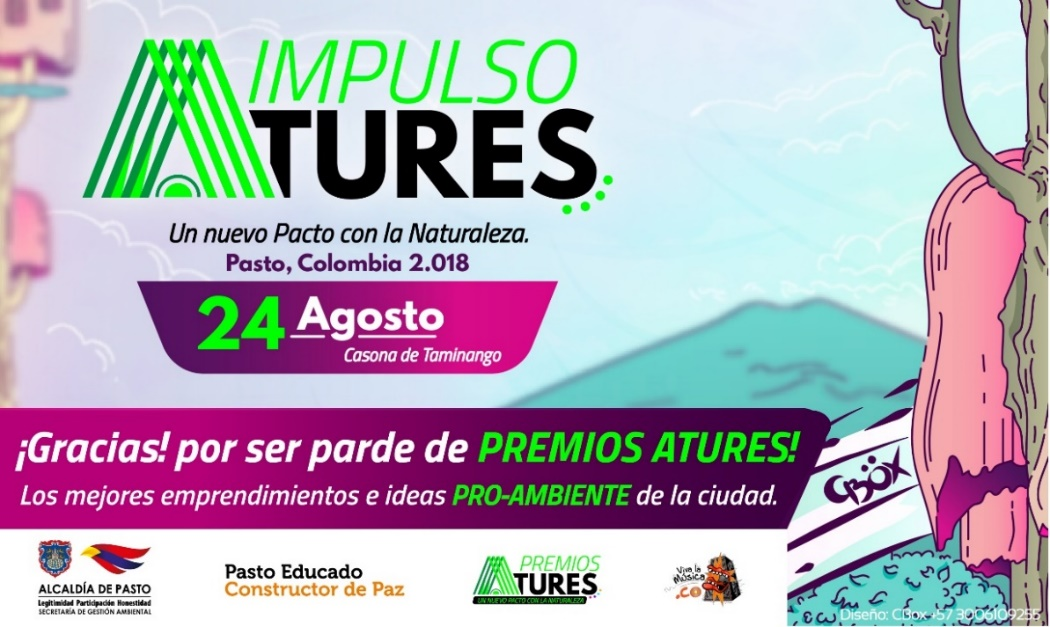 IMPULSO
ATURES
Un nuevo Pacto con la Naturaleza.
Pasto, Colombia 2.018
24 Agosto
Casona de Taminango
¡Gracias! por ser parde de PREMIOS ATURES!
Los mejores emprendimientos e ideas PRO-AMBIENTE de la ciudad.
CBÖX
ALCALDÍA DE PASTO
Legitimidad Participación Honestidad
SECRETARÍA DE GESTIÓN AMBIENTAL
Pasto Educado
Constructor de Paz
PREMIOS
ATURES
UN NUEVO PACTO CON LA NATURALEZA
Viva la
Música
.CO
Diseño: CBox +57 3006109255